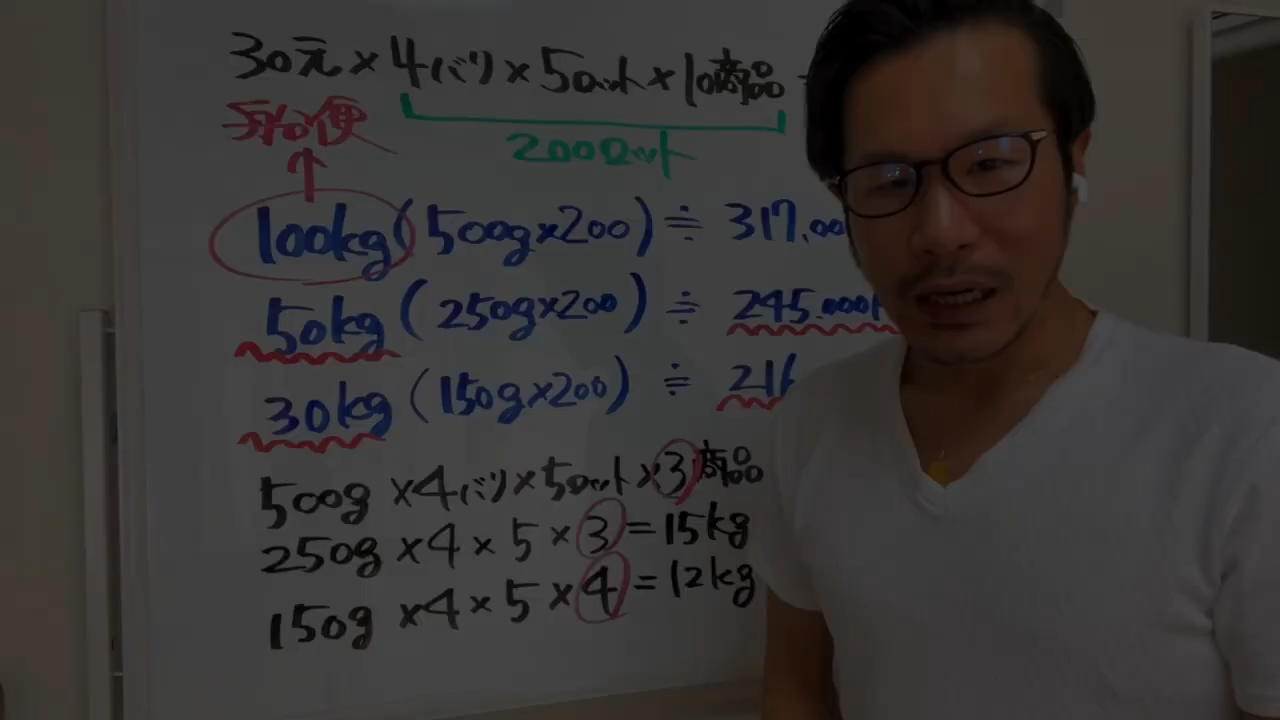 30元×4バリ×5ロット×10商品
船便
200ロット
100kg(500g×200)≒317.00
50kg(250g×200)≒245.000
30kg(150g×200)≒21
500g×4バリ×5ロット×3商品
250g×4×5×3=15kg
150g×4×5×4=12kg